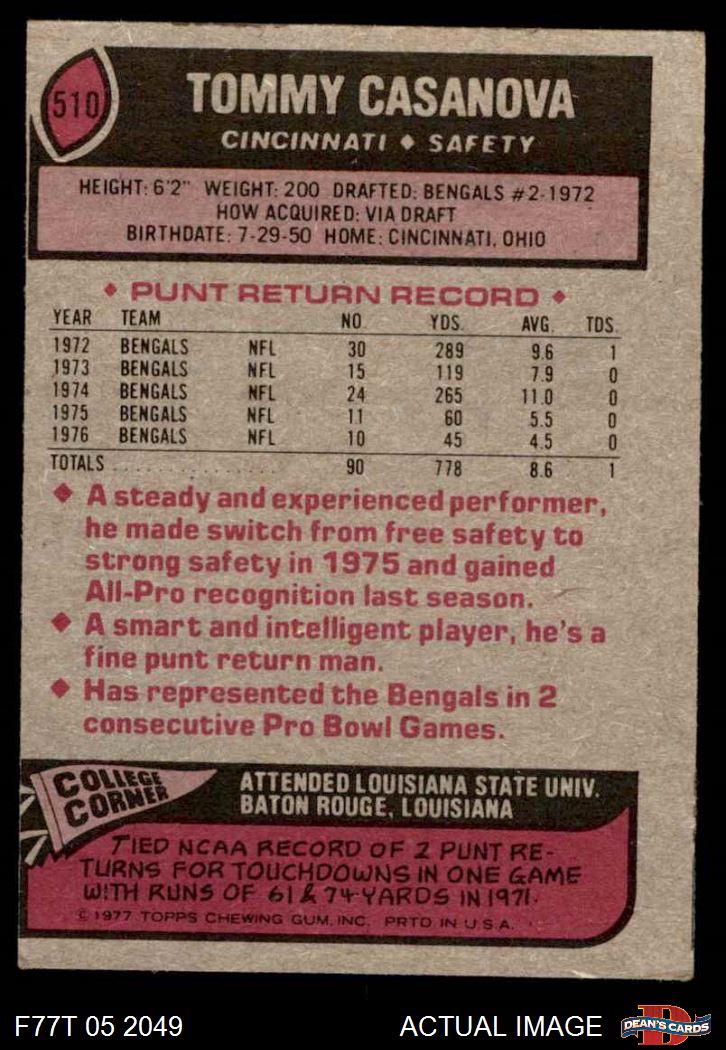 510
TOMMY CASANOVA
CINCINNATI ♦ SAFETY
HEIGHT: 6'2" WEIGHT: 200 DRAFTED: BENGALS #2-1972
HOW ACQUIRED: VIA DRAFT
BIRTHDATE: 7-29-50 HOME: CINCINNATI, OHIO
♦ PUNT RETURN RECORD ♦
YEAR TEAM NO. YDS. AVG. TDS.
1972 BENGALS NFL 30 289 9.6 1
1973 BENGALS NFL 15 119 7.9 0
1974 BENGALS NFL 24 265 11.0 0
1975 BENGALS NFL 11 60 5.5 0
1976 BENGALS NFL 10 45 4.5 0
TOTALS . . . . . . . . . . . . . . . . . 90 778 8.6 1
♦ A steady and experienced performer,
he made switch from free safety to
strong safety in 1975 and gained
All-Pro recognition last season.
♦ A smart and intelligent player, he's a
fine punt return man.
♦ Has represented the Bengals in 2
consecutive Pro Bowl Games.
COLLEGE
CORNER
ATTENDED LOUISIANA STATE UNIV.
BATON ROUGE, LOUISIANA
TIED NCAA RECORD OF 2 PUNT RE-
TURNS FOR TOUCHDOWNS IN ONE GAME
WITH RUNS OF 61 & 74-YARDS IN 1971.
© 1977 TOPPS CHEWING GUM, INC. PRTD IN U.S.A.
F77T 05 2049 ACTUAL IMAGE D DEAN'S CARDS